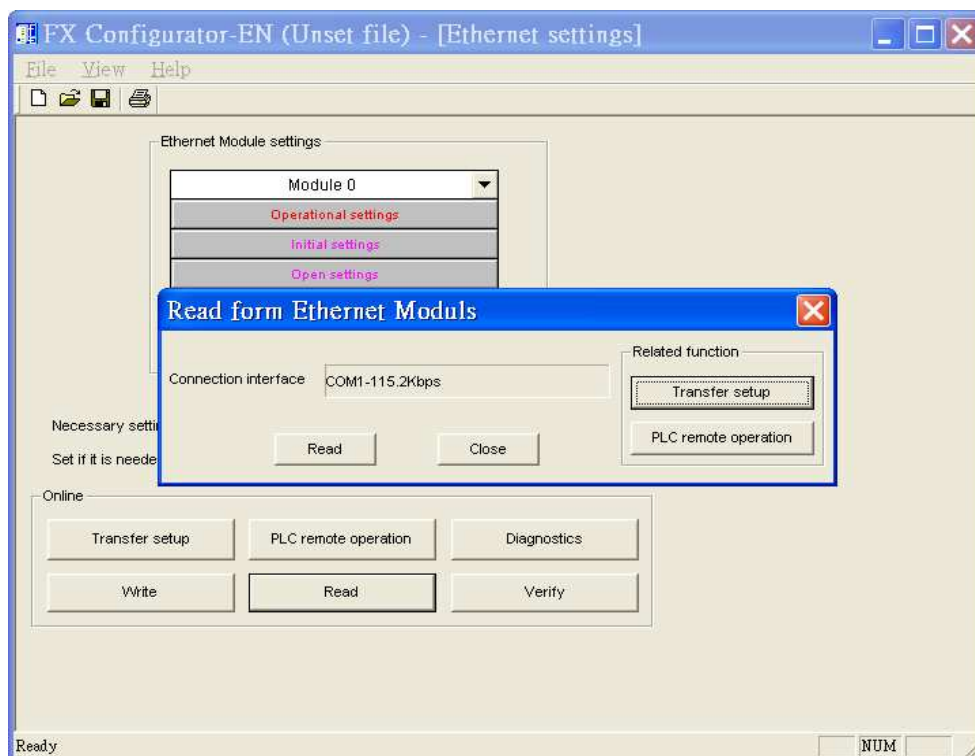 FX Configurator-EN (Unset file) - [Ethernet settings]
File View Help
Ethernet Module settings
Module 0
Operational settings
Initial settings
Open settings
Read form Ethernet Moduls
Related function
Connection interface COM1-115.2Kbps
Transfer setup
Read Close PLC remote operation
Necessary
Set if it is
Online
Transfer setup PLC remote operation Diagnostics
Write Read Verify
Ready NUM